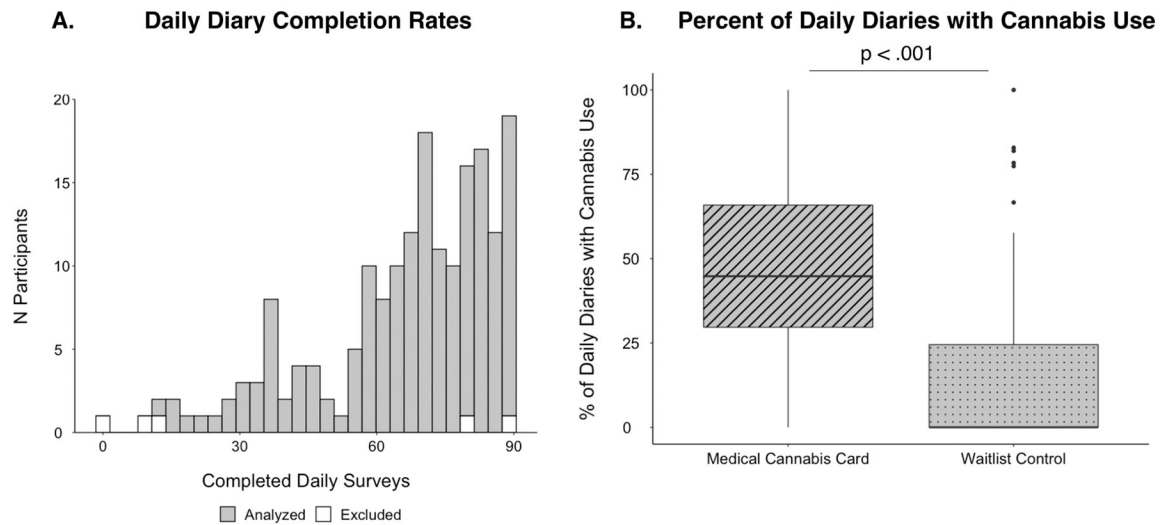 A. Daily Diary Completion Rates
N Participants
20
15
10
5
0
0 30 60 90
Completed Daily Surveys
Analyzed Excluded
B. Percent of Daily Diaries with Cannabis Use
p < .001
% of Daily Diaries with Cannabis Use
100
75
50
25
0
Medical Cannabis Card Waitlist Control